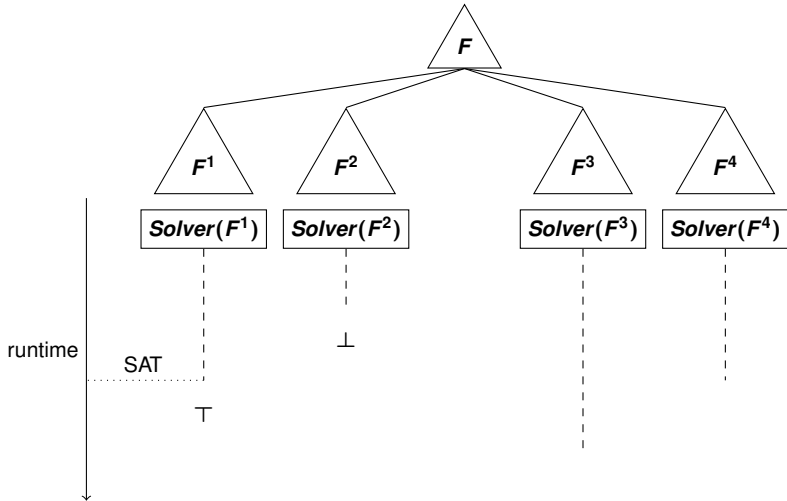 F
F¹ F² F³ F⁴
Solver(F¹) Solver(F²) Solver(F³) Solver(F⁴)
⊥
runtime
SAT
⊤